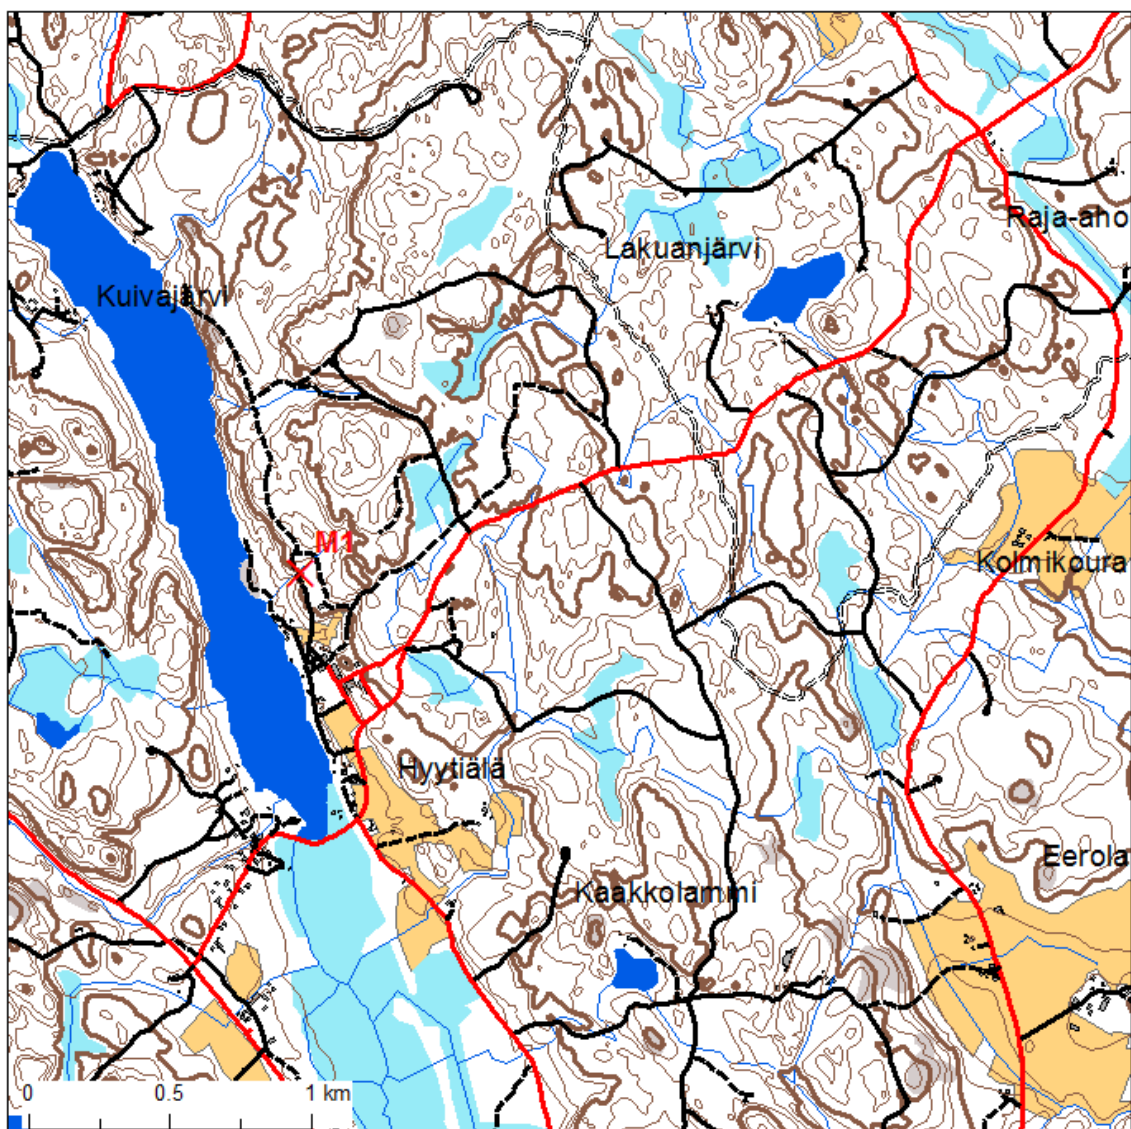 Raja-aho
Lakuanjärvi
Kuivajärvi
M1
Kolmikoura
Hyytiälä
Eerola
Kaakkolammi
0 0.5 1 km